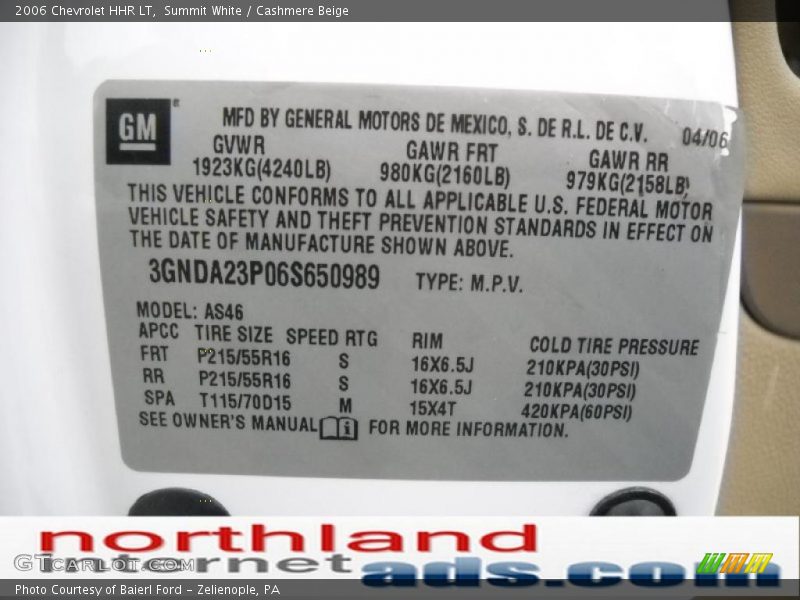 2006 Chevrolet HHR LT, Summit White / Cashmere Beige
GM
MFD BY GENERAL MOTORS DE MEXICO, S. DE R.L. DE C.V. 04/06
GVWR GAWR FRT GAWR RR
1923KG(4240LB) 980KG(2160LB) 979KG(2158LB)
THIS VEHICLE CONFORMS TO ALL APPLICABLE U.S. FEDERAL MOTOR
VEHICLE SAFETY AND THEFT PREVENTION STANDARDS IN EFFECT ON
THE DATE OF MANUFACTURE SHOWN ABOVE.
3GNDA23P06S650989 TYPE: M.P.V.
MODEL: AS46
APCC TIRE SIZE SPEED RTG RIM COLD TIRE PRESSURE
FRT P215/55R16 S 16X6.5J 210KPA(30PSI)
RR P215/55R16 S 16X6.5J 210KPA(30PSI)
SPA T115/70D15 M 15X4T 420KPA(60PSI)
SEE OWNER'S MANUAL i FOR MORE INFORMATION.
northland
internet ads.com
GTcarlot.com
Photo Courtesy of Baierl Ford - Zelienople, PA